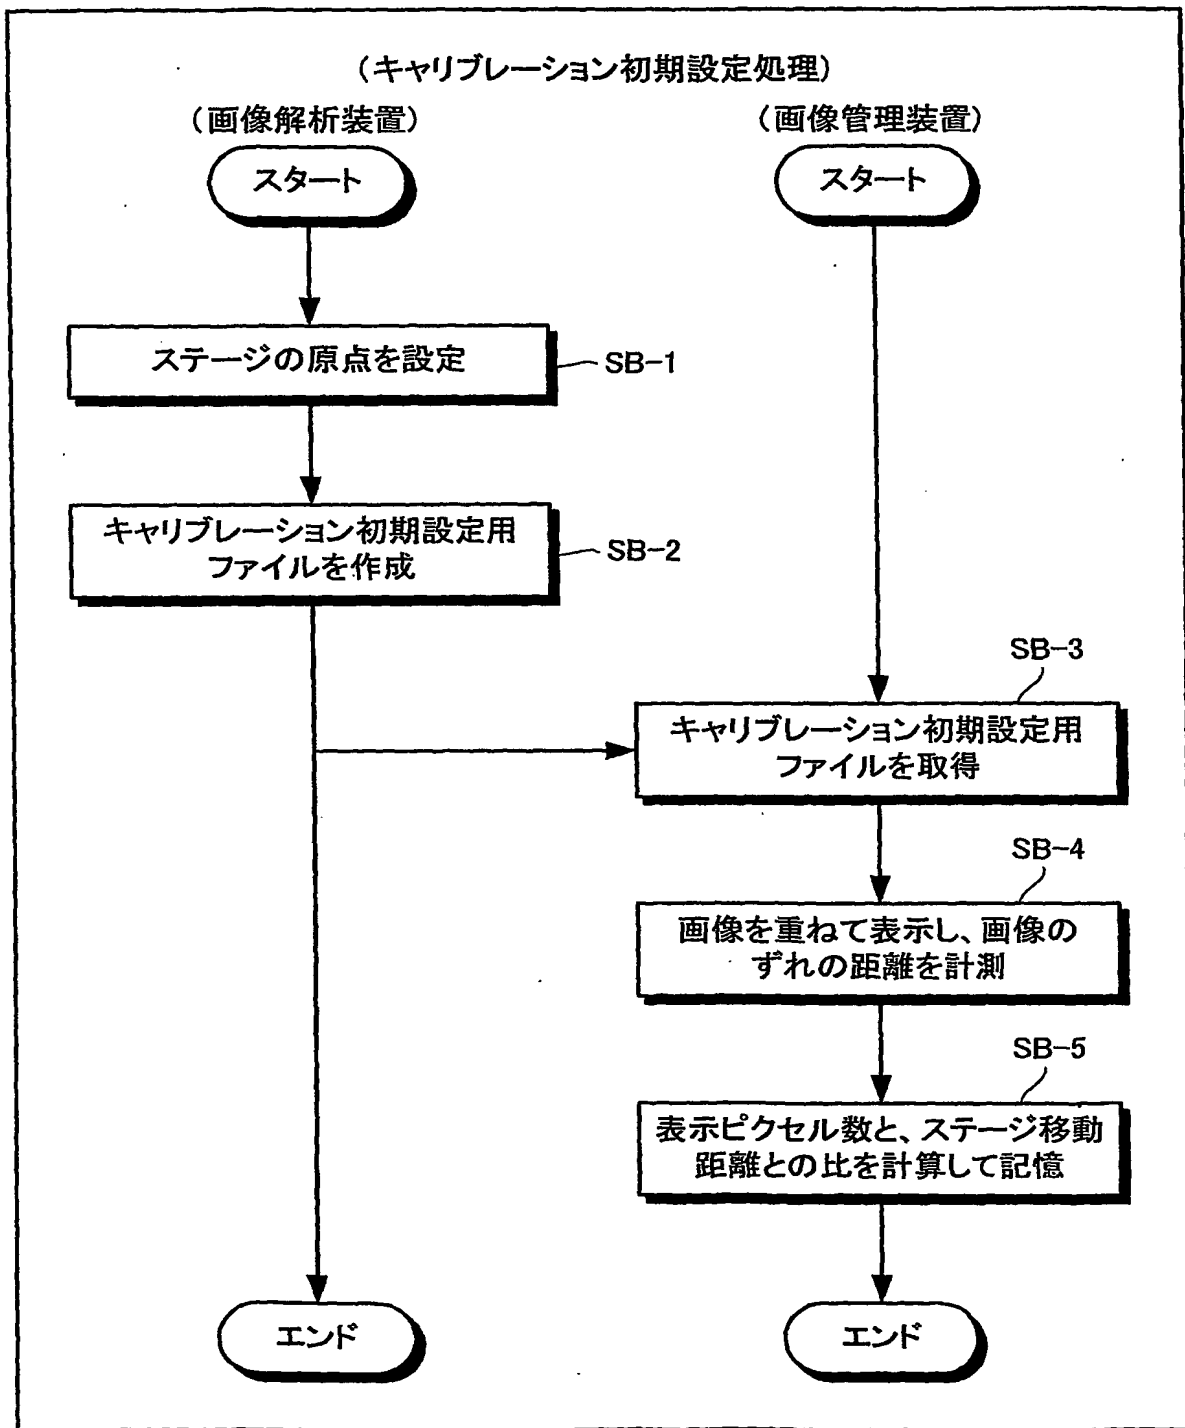 (キャリブレーション初期設定処理)
(画像解析装置)
(画像管理装置)
スタート
スタート
ステージの原点を設定
SB-1
キャリブレーション初期設定用
ファイルを作成
SB-2
SB-3
キャリブレーション初期設定用
ファイルを取得
SB-4
画像を重ねて表示し、画像の
ずれの距離を計測
SB-5
表示ピクセル数と、ステージ移動
距離との比を計算して記憶
エンド
エンド